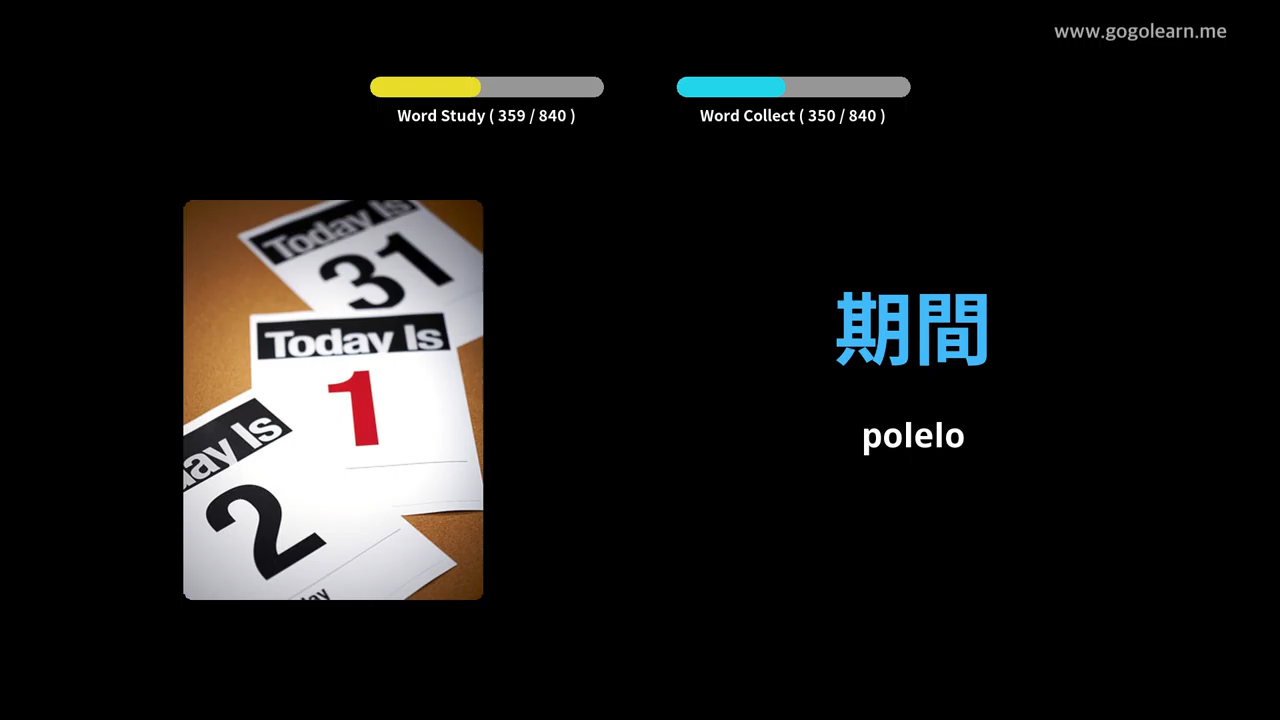 www.gogolearn.me
Word Study ( 359 / 840 )
Word Collect ( 350 / 840 )
Today Is
31
Today Is
1
ay Is
2
期間
polelo